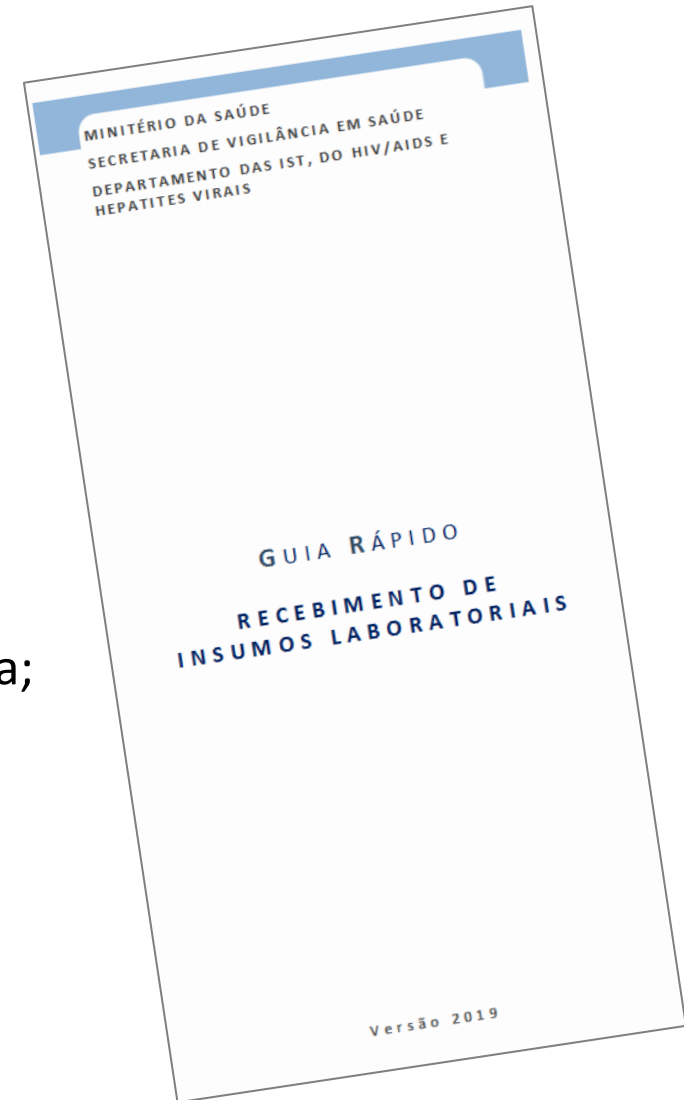 MINITÉRIO DA SAÚDE
SECRETARIA DE VIGILÂNCIA EM SAÚDE
DEPARTAMENTO DAS IST, DO HIV/AIDS E
HEPATITES VIRAIS
GUIA RÁPIDO
RECEBIMENTO DE
INSUMOS LABORATORIAIS
a;
Versão 2019